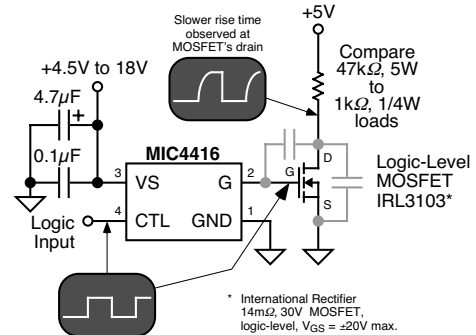 Slower rise time
observed at
MOSFET's drain
+5V
+4.5V to 18V
Compare
47kΩ, 5W
to
1kΩ, 1/4W
loads
4.7µF
+
0.1µF
MIC4416
3 VS G 2
4 CTL GND 1
Logic
Input
G
D
S
Logic-Level
MOSFET
IRL3103*
* International Rectifier
14mΩ, 30V MOSFET,
logic-level, VGS = ±20V max.